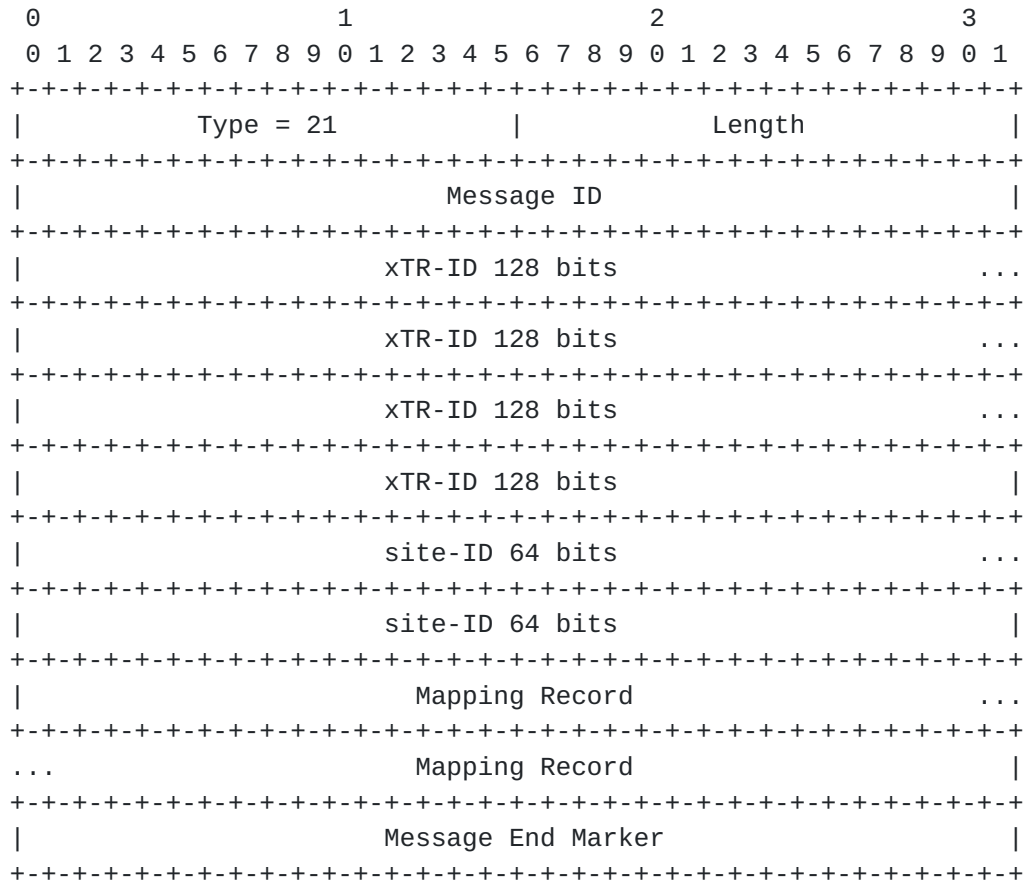 0                   1                   2                   3
 0 1 2 3 4 5 6 7 8 9 0 1 2 3 4 5 6 7 8 9 0 1 2 3 4 5 6 7 8 9 0 1
+-+-+-+-+-+-+-+-+-+-+-+-+-+-+-+-+-+-+-+-+-+-+-+-+-+-+-+-+-+-+-+-+
|           Type = 21           |            Length             |
+-+-+-+-+-+-+-+-+-+-+-+-+-+-+-+-+-+-+-+-+-+-+-+-+-+-+-+-+-+-+-+-+
|                           Message ID                          |
+-+-+-+-+-+-+-+-+-+-+-+-+-+-+-+-+-+-+-+-+-+-+-+-+-+-+-+-+-+-+-+-+
|                       xTR-ID 128 bits                       ...
+-+-+-+-+-+-+-+-+-+-+-+-+-+-+-+-+-+-+-+-+-+-+-+-+-+-+-+-+-+-+-+-+
|                       xTR-ID 128 bits                       ...
+-+-+-+-+-+-+-+-+-+-+-+-+-+-+-+-+-+-+-+-+-+-+-+-+-+-+-+-+-+-+-+-+
|                       xTR-ID 128 bits                       ...
+-+-+-+-+-+-+-+-+-+-+-+-+-+-+-+-+-+-+-+-+-+-+-+-+-+-+-+-+-+-+-+-+
|                       xTR-ID 128 bits                         |
+-+-+-+-+-+-+-+-+-+-+-+-+-+-+-+-+-+-+-+-+-+-+-+-+-+-+-+-+-+-+-+-+
|                       site-ID 64 bits                       ...
+-+-+-+-+-+-+-+-+-+-+-+-+-+-+-+-+-+-+-+-+-+-+-+-+-+-+-+-+-+-+-+-+
|                       site-ID 64 bits                         |
+-+-+-+-+-+-+-+-+-+-+-+-+-+-+-+-+-+-+-+-+-+-+-+-+-+-+-+-+-+-+-+-+
|                         Mapping Record                      ...
+-+-+-+-+-+-+-+-+-+-+-+-+-+-+-+-+-+-+-+-+-+-+-+-+-+-+-+-+-+-+-+-+
...                       Mapping Record                        |
+-+-+-+-+-+-+-+-+-+-+-+-+-+-+-+-+-+-+-+-+-+-+-+-+-+-+-+-+-+-+-+-+
|                       Message End Marker                      |
+-+-+-+-+-+-+-+-+-+-+-+-+-+-+-+-+-+-+-+-+-+-+-+-+-+-+-+-+-+-+-+-+